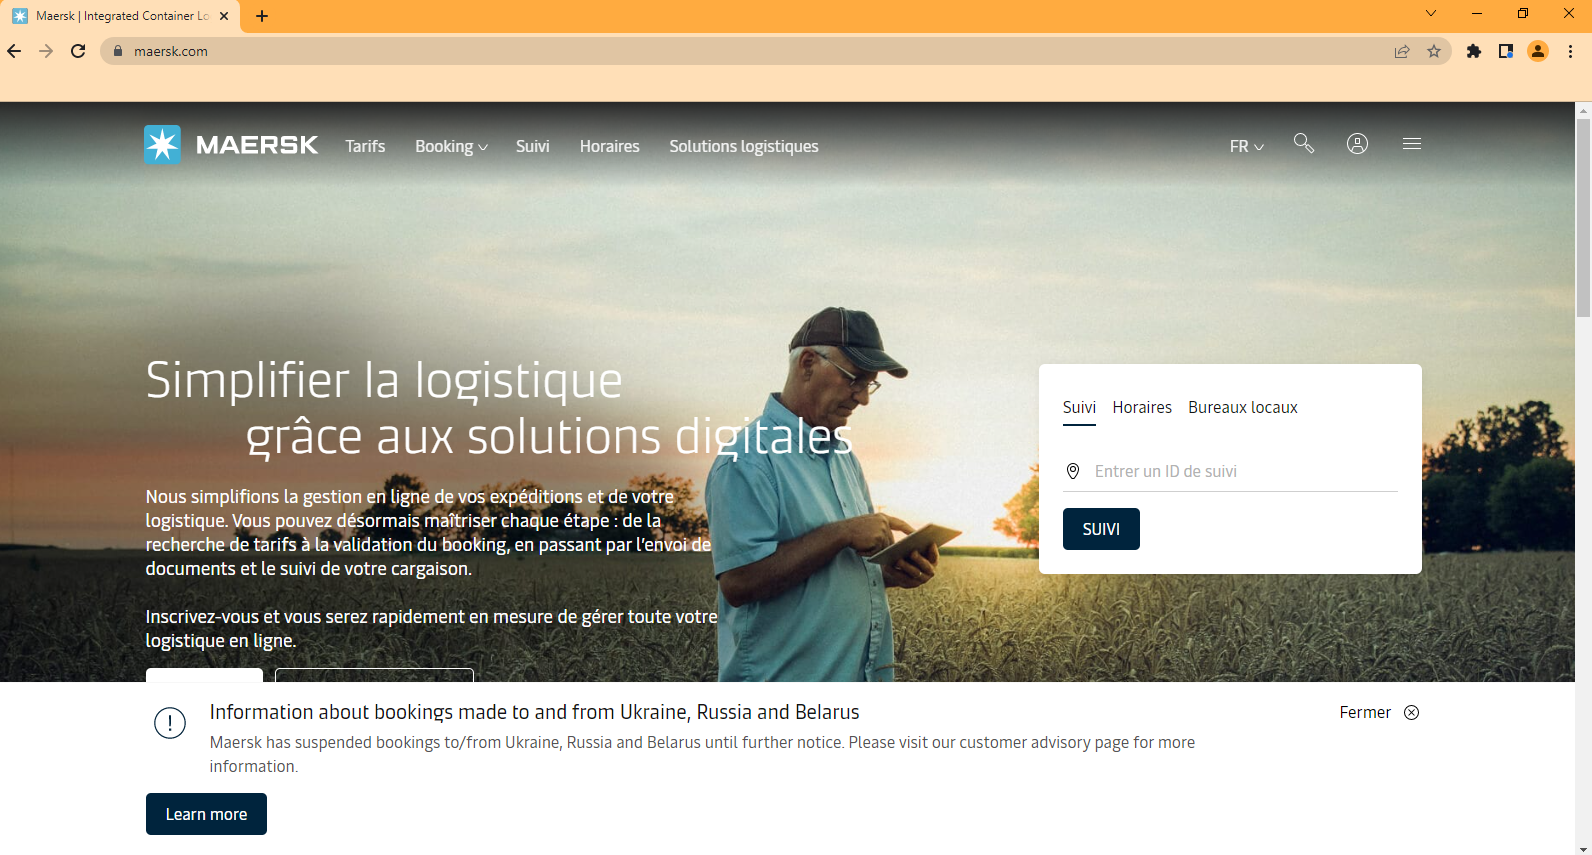 Maersk | Integrated Container Lo
maersk.com
MAERSK
Tarifs
Booking
Suivi
Horaires
Solutions logistiques
FR
Simplifier la logistique
grâce aux solutions digitales
Nous simplifions la gestion en ligne de vos expéditions et de votre
logistique. Vous pouvez désormais maîtriser chaque étape : de la
recherche de tarifs à la validation du booking, en passant par l'envoi de
documents et le suivi de votre cargaison.
Inscrivez-vous et vous serez rapidement en mesure de gérer toute votre
logistique en ligne.
Suivi
Horaires
Bureaux locaux
Entrer un ID de suivi
SUIVI
Information about bookings made to and from Ukraine, Russia and Belarus
Fermer
Maersk has suspended bookings to/from Ukraine, Russia and Belarus until further notice. Please visit our customer advisory page for more
information.
Learn more